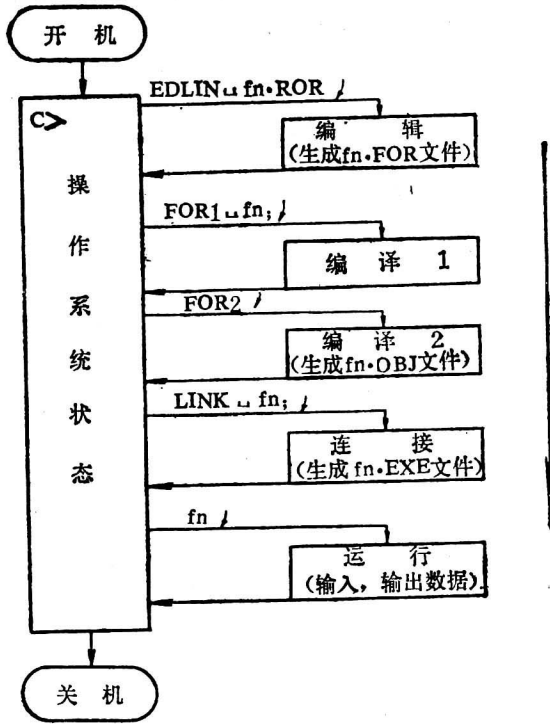 开 机
EDLIN␣fn·ROR↙
C>
编 辑
(生成fn·FOR文件)
操
作
系
统
状
态
FOR1␣fn;↙
编 译 1
FOR2↙
编 译 2
(生成fn·OBJ文件)
LINK␣fn;↙
连 接
(生成fn·EXE文件)
fn↙
运 行
(输入，输出数据)
关 机